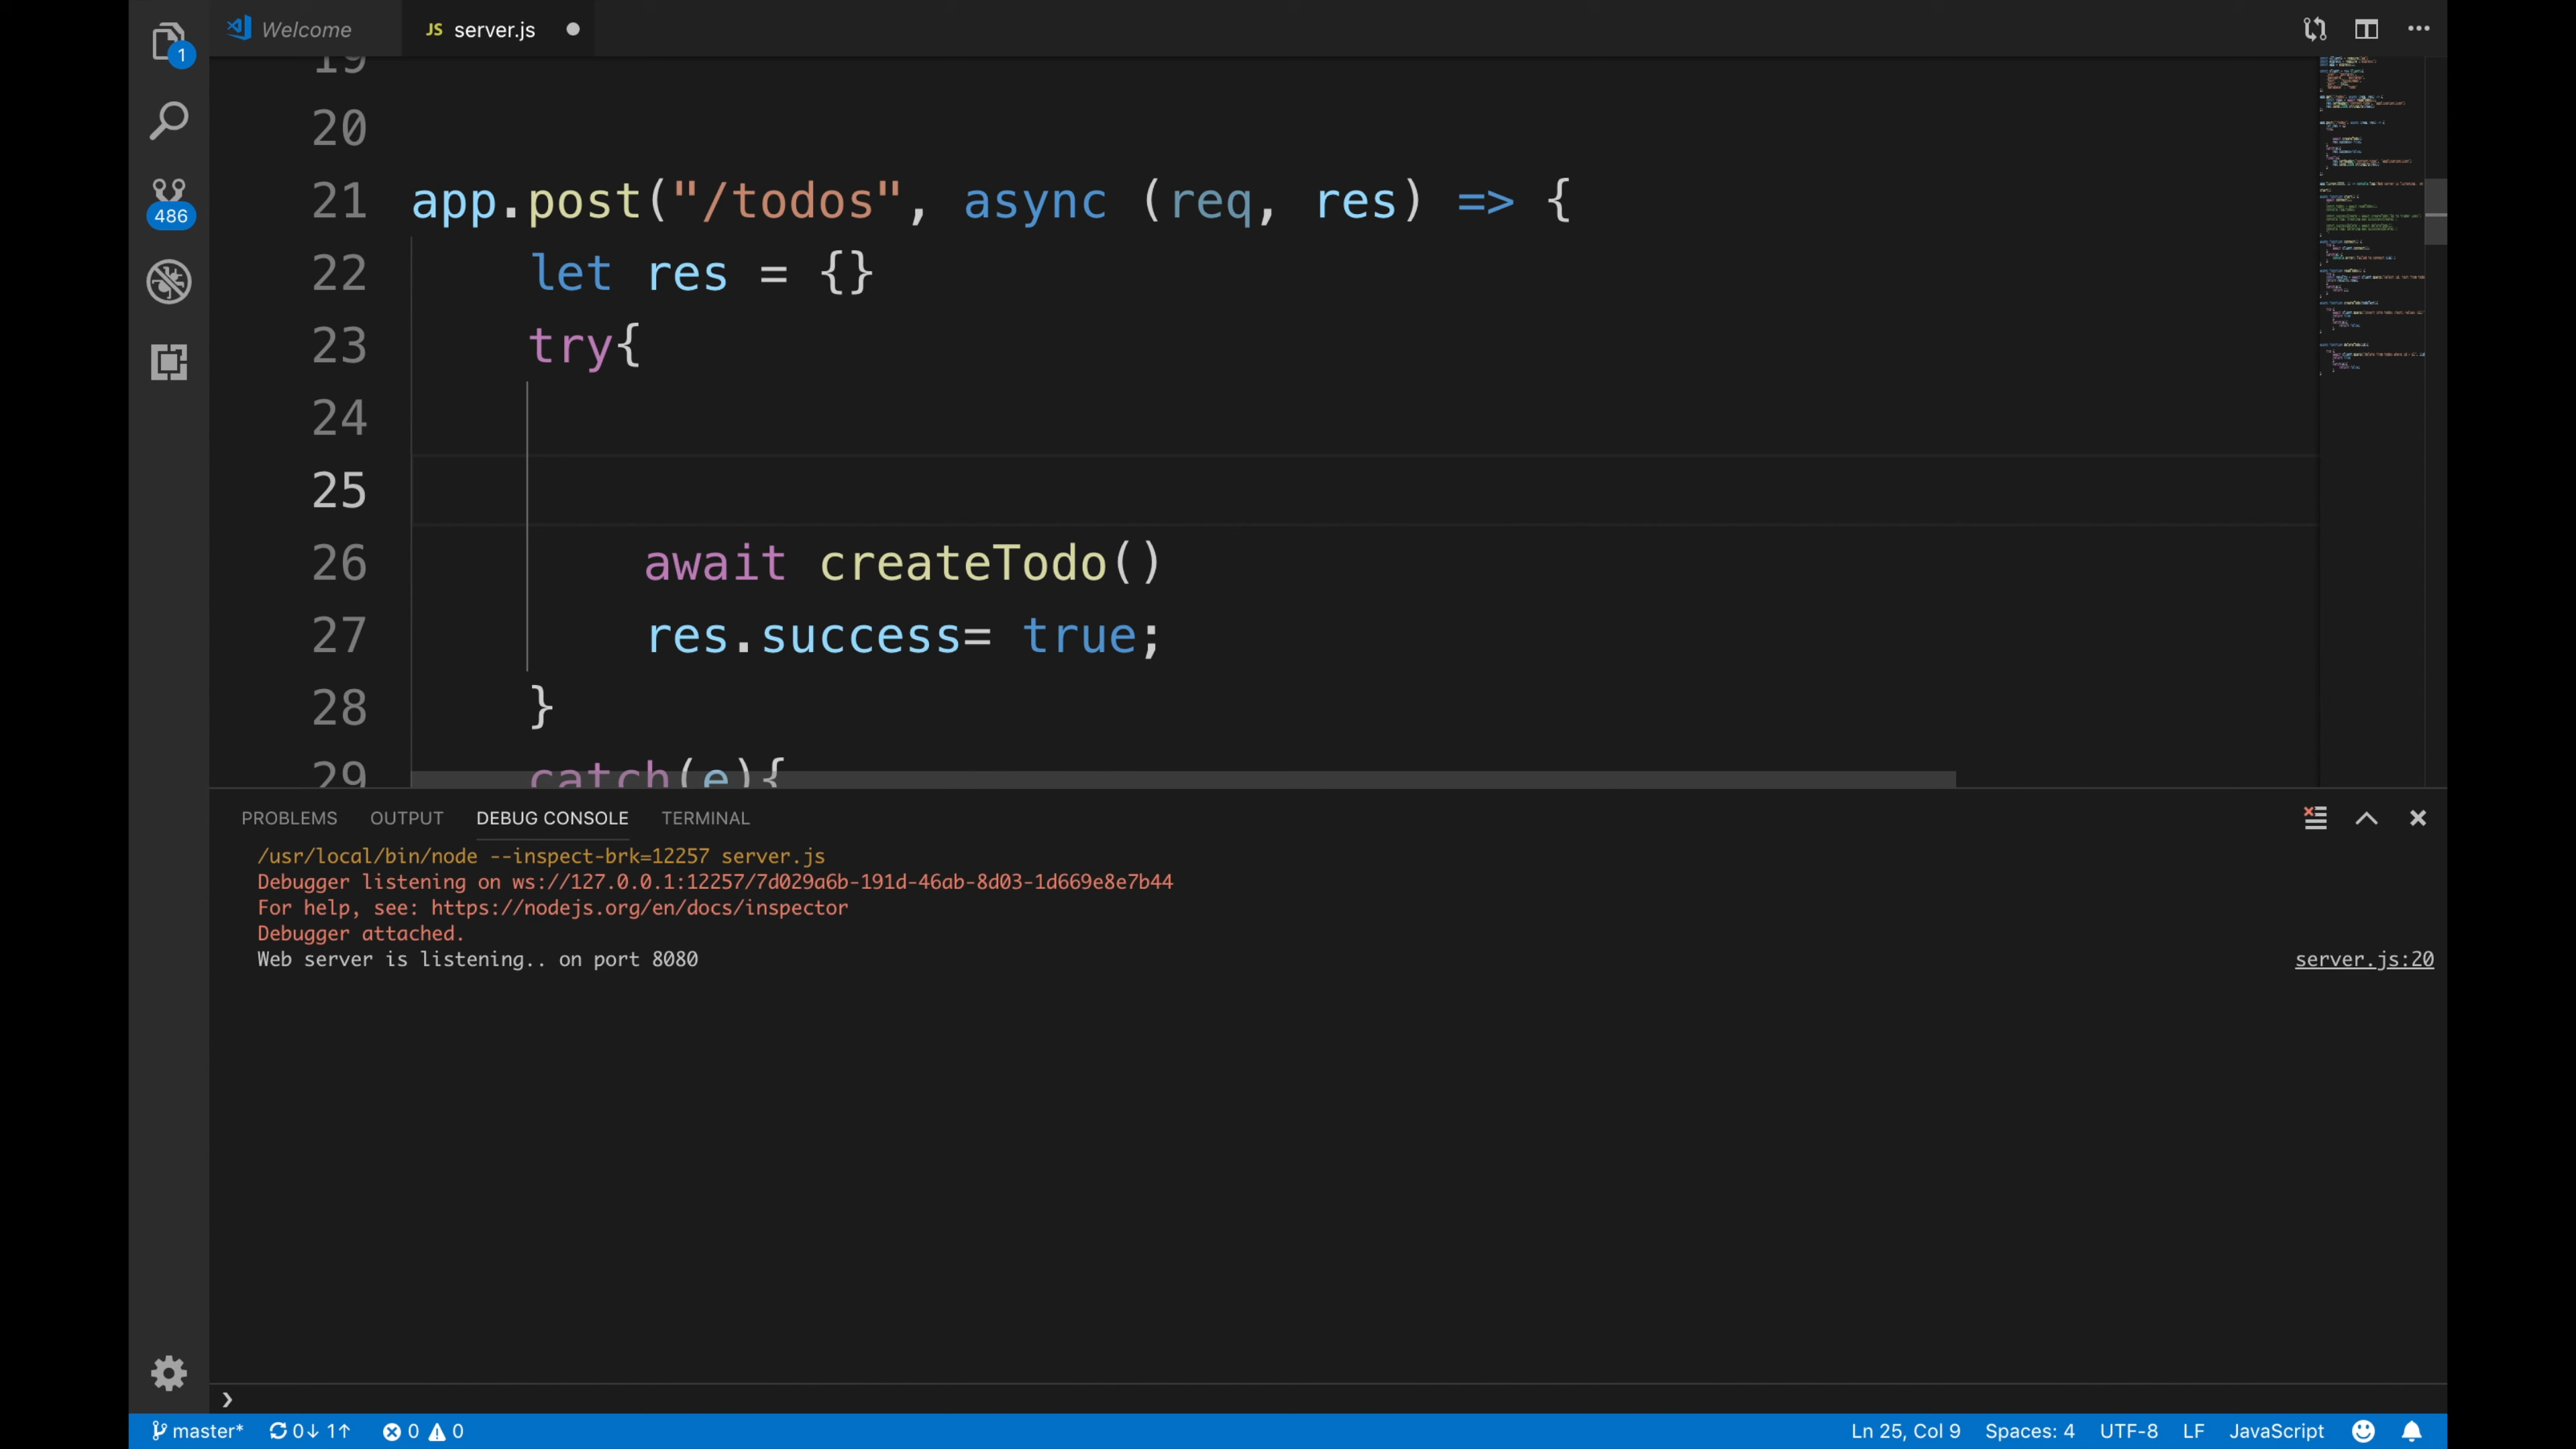 1
Welcome
JS server.js
486
19
20
21 app.post("/todos", async (req, res) => {
22 let res = {}
23 try{
24
25
26 await createTodo()
27 res.success= true;
28 }
29 catch(e){
PROBLEMS OUTPUT DEBUG CONSOLE TERMINAL
/usr/local/bin/node --inspect-brk=12257 server.js
Debugger listening on ws://127.0.0.1:12257/7d029a6b-191d-46ab-8d03-1d669e8e7b44
For help, see: https://nodejs.org/en/docs/inspector
Debugger attached.
Web server is listening.. on port 8080 server.js:20
master* 0↓ 1↑ 0 0 Ln 25, Col 9 Spaces: 4 UTF-8 LF JavaScript